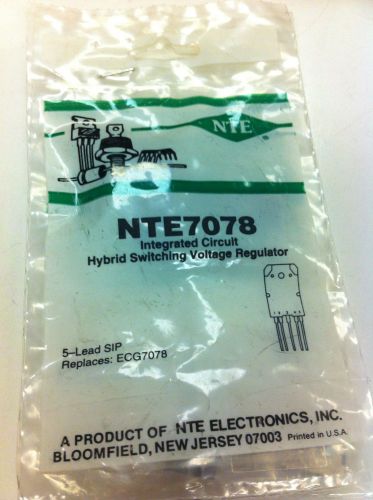 NTE
NTE7078
Integrated Circuit
Hybrid Switching Voltage Regulator
5-Lead SIP
Replaces: ECG7078
A PRODUCT OF NTE ELECTRONICS, INC.
BLOOMFIELD, NEW JERSEY 07003 Printed in U.S.A.